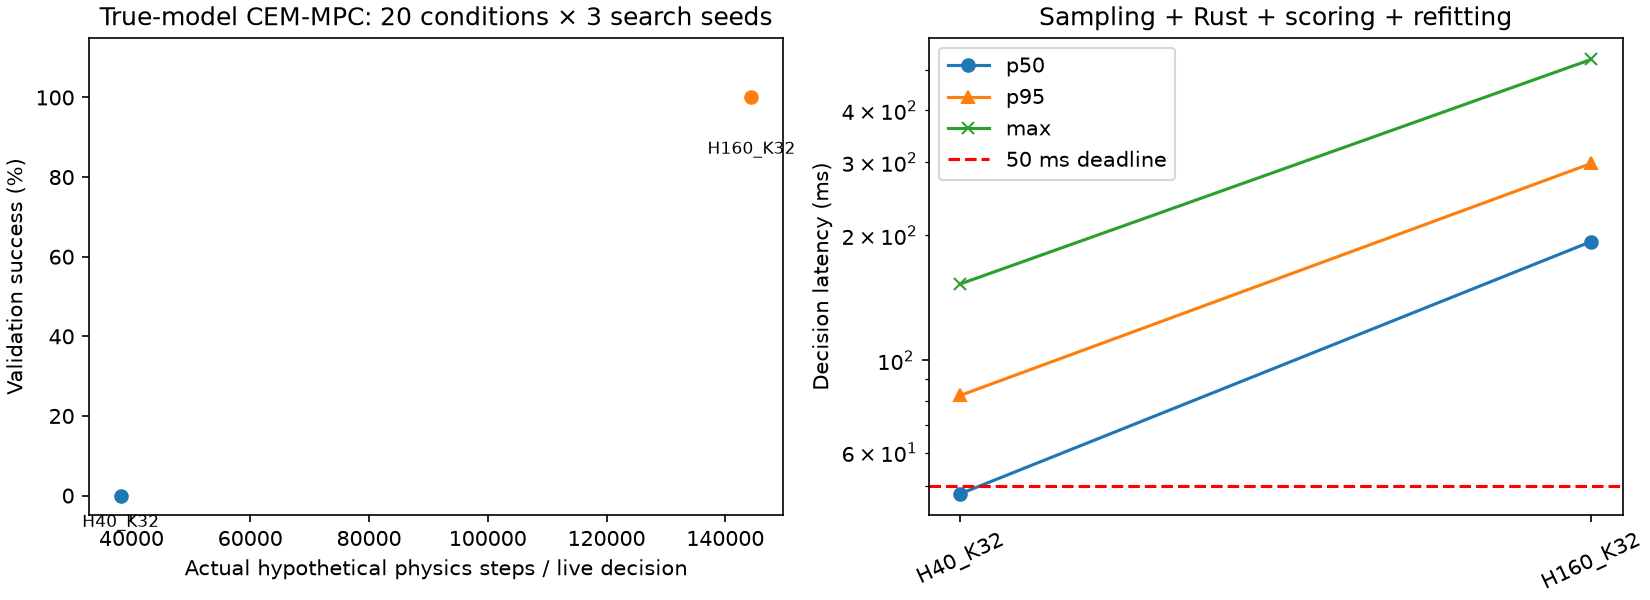 True-model CEM-MPC: 20 conditions × 3 search seeds
Validation success (%)
100
80
60
40
20
0
H160_K32
H40_K32
40000 60000 80000 100000 120000 140000
Actual hypothetical physics steps / live decision
Sampling + Rust + scoring + refitting
Decision latency (ms)
p50
p95
max
50 ms deadline
4 × 10²
3 × 10²
2 × 10²
10²
6 × 10¹
H40_K32 H160_K32